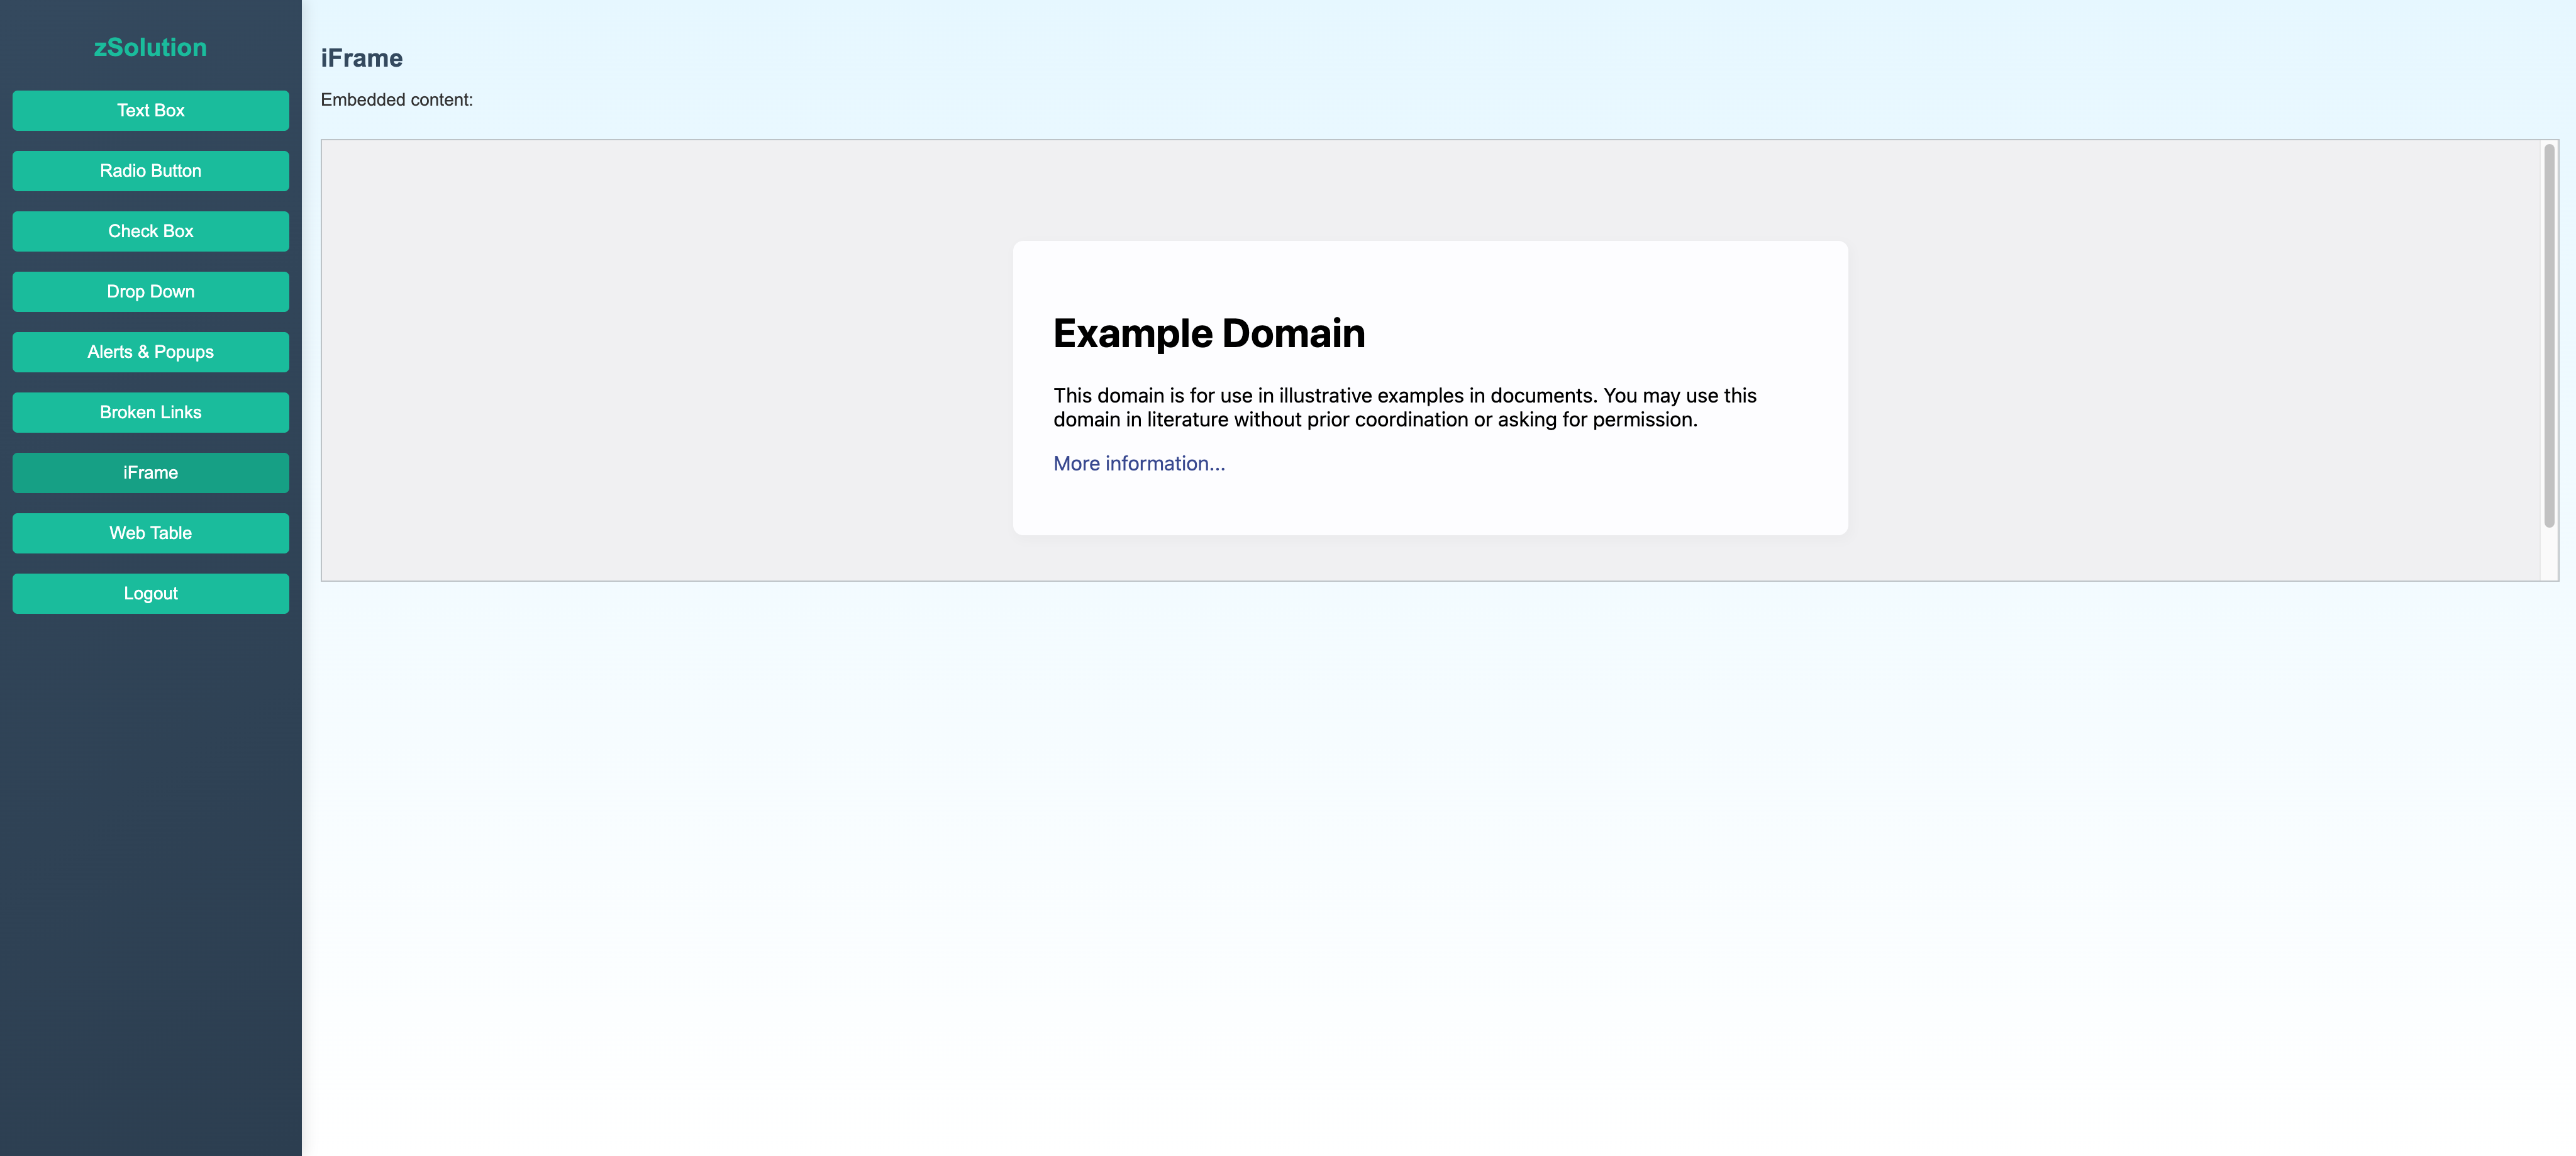 zSolution
Text Box
Radio Button
Check Box
Drop Down
Alerts & Popups
Broken Links
iFrame
Web Table
Logout
iFrame
Embedded content:
Example Domain
This domain is for use in illustrative examples in documents. You may use this
domain in literature without prior coordination or asking for permission.
More information...